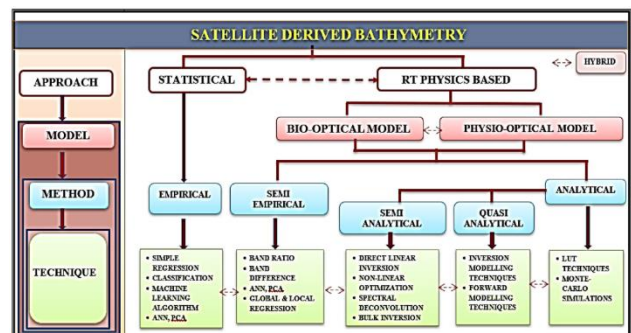 SATELLITE DERIVED BATHYMETRY
APPROACH
MODEL
METHOD
TECHNIQUE
STATISTICAL
RT PHYSICS BASED
HYBRID
BIO-OPTICAL MODEL
PHYSIO-OPTICAL MODEL
EMPIRICAL
SEMI
EMPIRICAL
SEMI
ANALYTICAL
QUASI
ANALYTICAL
ANALYTICAL
• SIMPLE
REGRESSION
• CLASSIFICATION
• MACHINE
LEARNING
ALGORITHM
• ANN, PCA
• BAND RATIO
• BAND
DIFFERENCE
• ANN, PCA
• GLOBAL & LOCAL
REGRESSION
• DIRECT LINEAR
INVERSION
• NON-LINEAR
OPTIMIZATION
• SPECTRAL
DECONVOLUTION
• BULK INVERSION
• INVERSION
MODELLING
TECHNIQUES
• FORWARD
MODELLING
TECHNIQUES
• LUT TECHNIQUES
• MONTE-
CARLO
SIMULATIONS